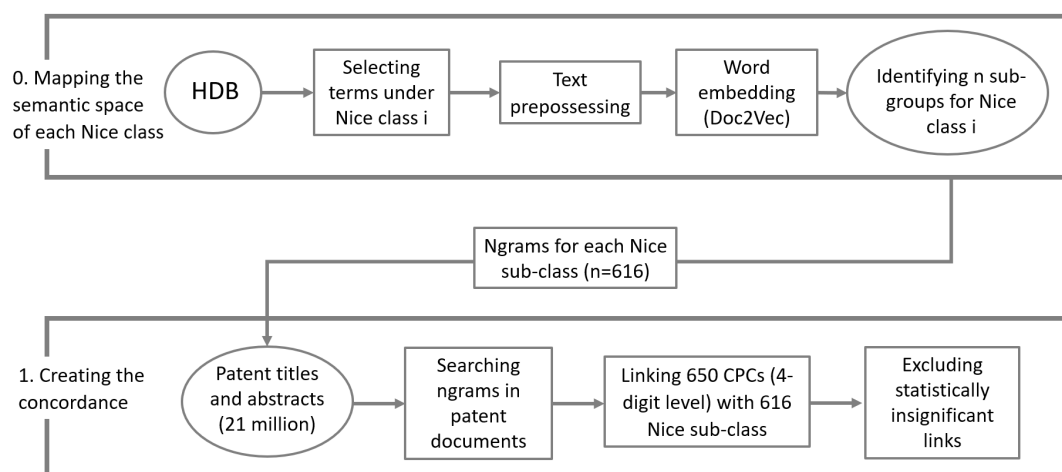 0. Mapping the
semantic space
of each Nice class
HDB
Selecting
terms under
Nice class i
Text
prepossessing
Word
embedding
(Doc2Vec)
Identifying n sub-
groups for Nice
class i
Ngrams for each Nice
sub-class (n=616)
1. Creating the
concordance
Patent titles
and abstracts
(21 million)
Searching
ngrams in
patent
documents
Linking 650 CPCs (4-
digit level) with 616
Nice sub-class
Excluding
statistically
insignificant
links